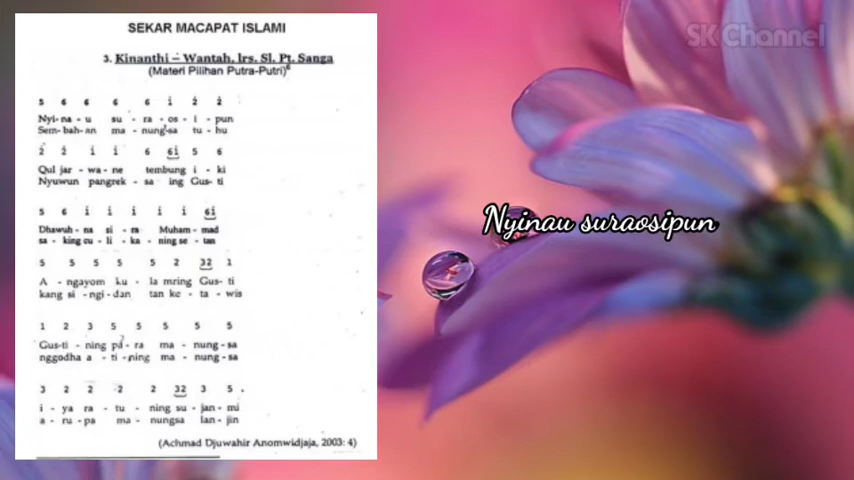 SEKAR MACAPAT ISLAMI
3. Kinanthi – Wantah, lrs. Sl. Pt. Sanga
(Materi Pilihan Putra-Putri)6
5 6 6 6 6 i 2 2
Nyi-na-u su-ra-os-i-pun
Sem-bah-an ma-nung-sa tu-hu
2 2 i i 6 6i 5 6
Qul jar-wa-ne tembung i-ki
Nyuwun pangrek-sa ing Gus-ti
5 6 i i i i i 6i
Dhawuh-na si-ra Muham-mad
sa-king cu-li-ka-ning se-tan
5 5 5 5 5 2 32 1
A-ngayom ku-la mring Gus-ti
kang si-ngi-dan tan ke-ta-wis
1 2 3 5 5 5 5 5
Gus-ti-ning pa-ra ma-nung-sa
nggodha a-ti-ning ma-nung-sa
3 2 2 2 2 32 3 5 .
i-ya ra-tu-ning su-jan-mi
a-ru-pa ma-nungsa lan-jin
(Achmad Djuwahir Anomwidjaja, 2003: 4)
Nyinau suraosipun
SK Channel